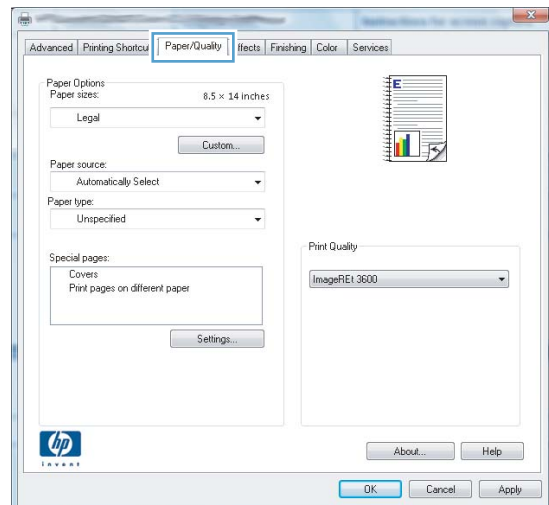 Advanced
Printing Shortcu
Paper/Quality
ffects
Finishing
Color
Services
Paper Options
Paper sizes:
8.5 × 14 inches
Legal
Custom...
Paper source:
Automatically Select
Paper type:
Unspecified
Special pages:
Covers
Print pages on different paper
Settings...
E
Print Quality
ImageREt 3600
hp
invent
About...
Help
OK
Cancel
Apply